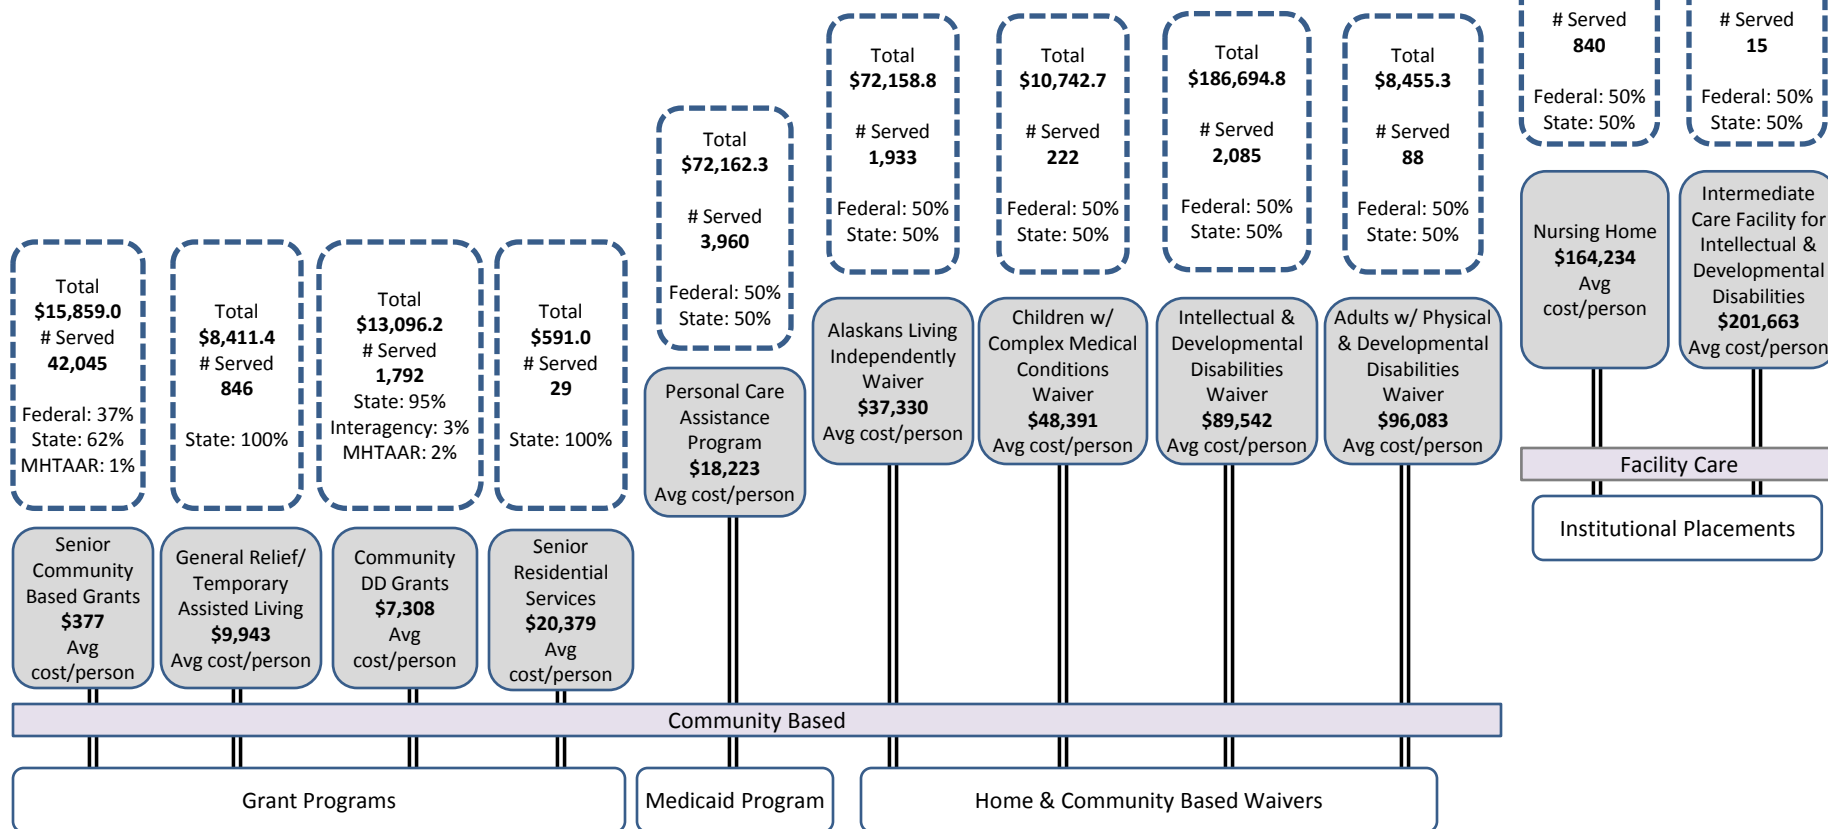 # Served
840
Federal: 50%
State: 50%
# Served
15
Federal: 50%
State: 50%
Total
$72,158.8
# Served
1,933
Federal: 50%
State: 50%
Total
$10,742.7
# Served
222
Federal: 50%
State: 50%
Total
$186,694.8
# Served
2,085
Federal: 50%
State: 50%
Total
$8,455.3
# Served
88
Federal: 50%
State: 50%
Total
$72,162.3
# Served
3,960
Federal: 50%
State: 50%
Total
$15,859.0
# Served
42,045
Federal: 37%
State: 62%
MHTAAR: 1%
Total
$8,411.4
# Served
846
State: 100%
Total
$13,096.2
# Served
1,792
State: 95%
Interagency: 3%
MHTAAR: 2%
Total
$591.0
# Served
29
State: 100%
Nursing Home
$164,234
Avg
cost/person
Intermediate
Care Facility for
Intellectual &
Developmental
Disabilities
$201,663
Avg cost/person
Alaskans Living
Independently
Waiver
$37,330
Avg cost/person
Children w/
Complex Medical
Conditions
Waiver
$48,391
Avg cost/person
Intellectual &
Developmental
Disabilities
Waiver
$89,542
Avg cost/person
Adults w/ Physical
& Developmental
Disabilities
Waiver
$96,083
Avg cost/person
Personal Care
Assistance
Program
$18,223
Avg cost/person
Facility Care
Institutional Placements
Senior
Community
Based Grants
$377
Avg
cost/person
General Relief/
Temporary
Assisted Living
$9,943
Avg cost/person
Community
DD Grants
$7,308
Avg
cost/person
Senior
Residential
Services
$20,379
Avg
cost/person
Community Based
Grant Programs
Medicaid Program
Home & Community Based Waivers